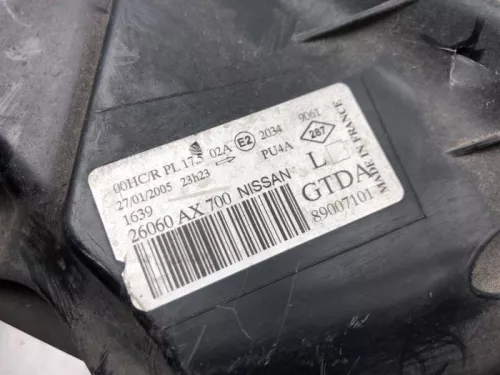 00HC/R PL 17.5 02A E2 2034 9061
27/01/2005 23h23 PU4A 287
1639 L
26060 AX 700 NISSAN GTDA
89007101
MADE IN FRANCE